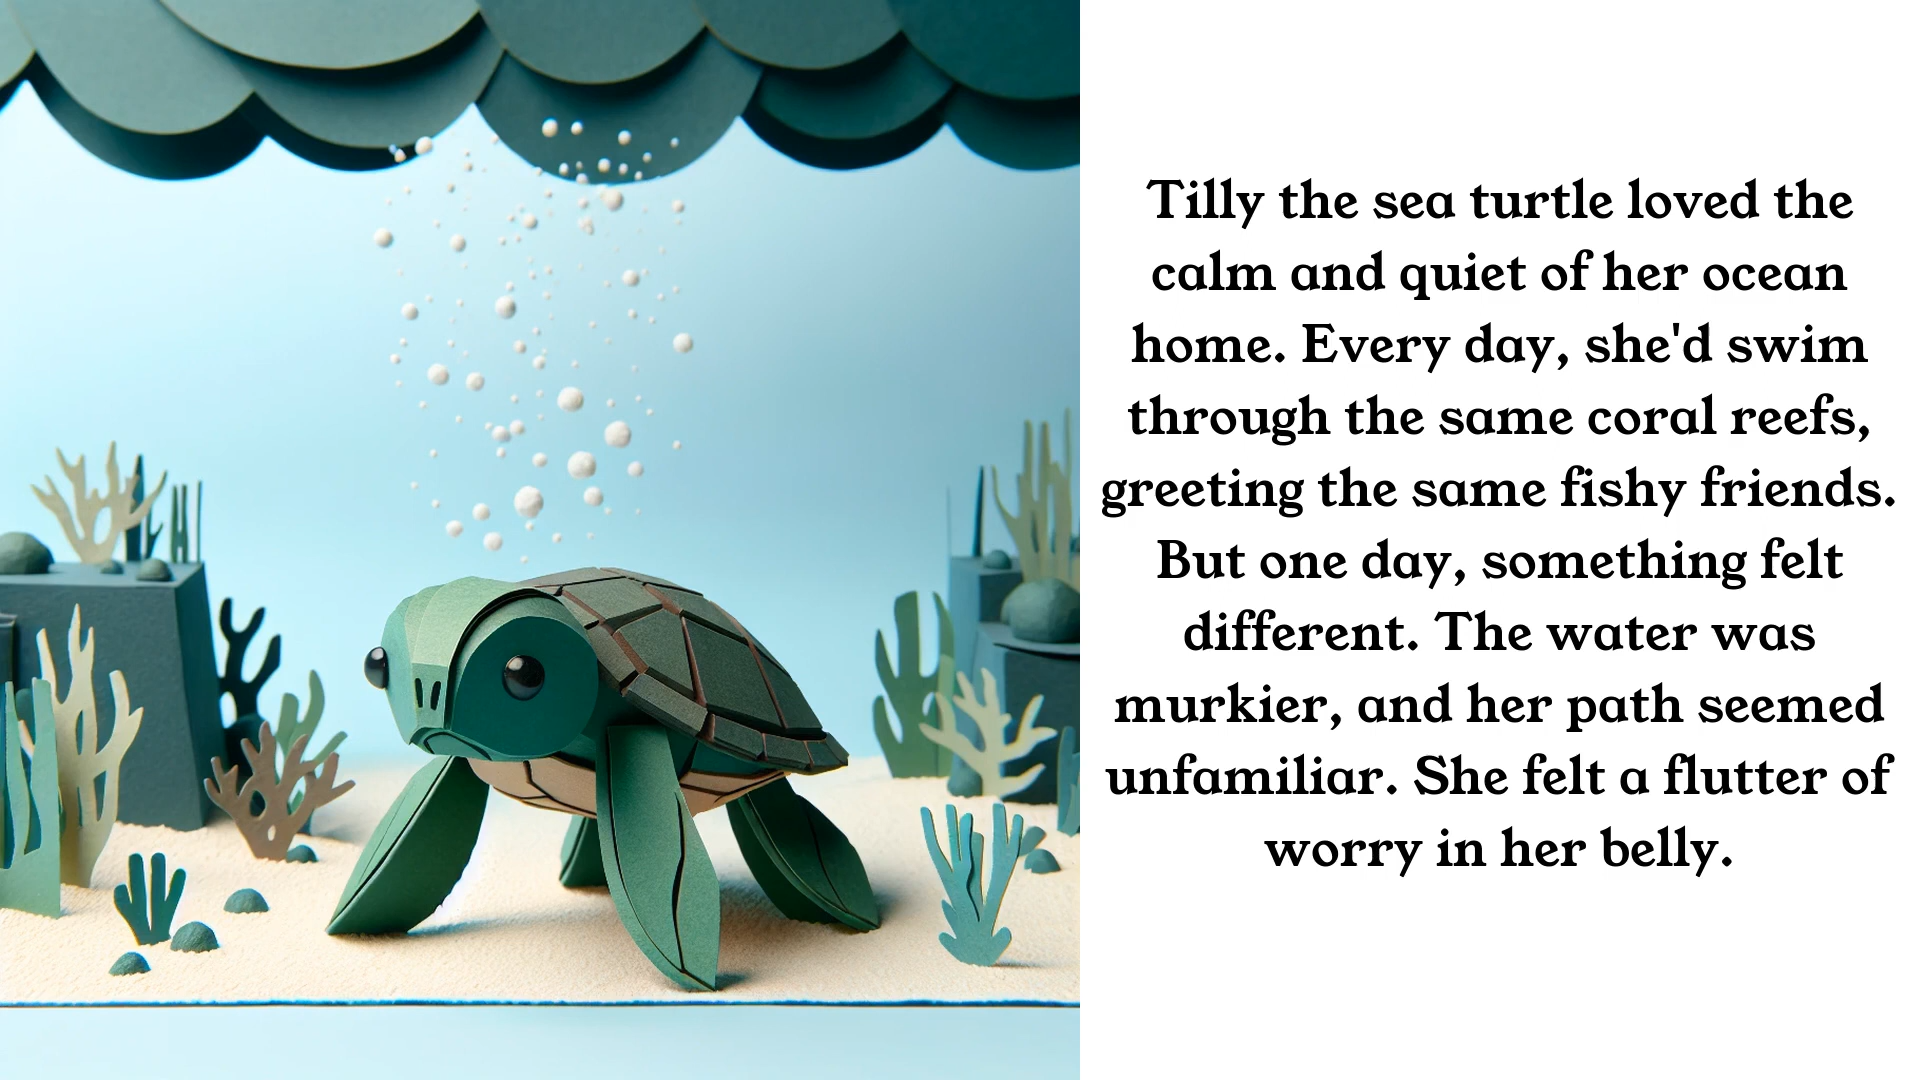 Tilly the sea turtle loved the
calm and quiet of her ocean
home. Every day, she'd swim
through the same coral reefs,
greeting the same fishy friends.
But one day, something felt
different. The water was
murkier, and her path seemed
unfamiliar. She felt a flutter of
worry in her belly.